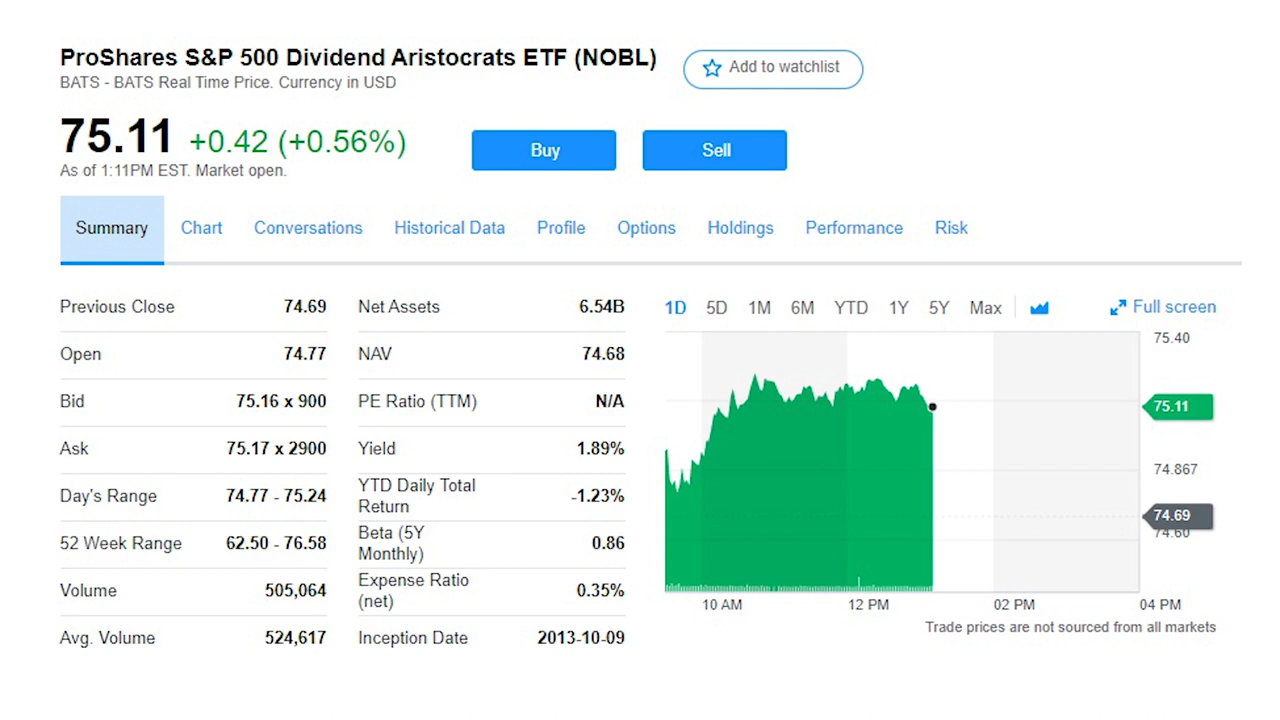 ProShares S&P 500 Dividend Aristocrats ETF (NOBL)
Add to watchlist
BATS - BATS Real Time Price. Currency in USD
75.11 +0.42 (+0.56%)
Buy
Sell
As of 1:11PM EST. Market open.
Summary Chart Conversations Historical Data Profile Options Holdings Performance Risk
Previous Close 74.69
Open 74.77
Bid 75.16 x 900
Ask 75.17 x 2900
Day's Range 74.77 - 75.24
52 Week Range 62.50 - 76.58
Volume 505,064
Avg. Volume 524,617
Net Assets 6.54B
NAV 74.68
PE Ratio (TTM) N/A
Yield 1.89%
YTD Daily Total
Return -1.23%
Beta (5Y
Monthly) 0.86
Expense Ratio
(net) 0.35%
Inception Date 2013-10-09
1D 5D 1M 6M YTD 1Y 5Y Max Full screen
75.40
75.11
74.867
74.69
74.60
10 AM 12 PM 02 PM 04 PM
Trade prices are not sourced from all markets